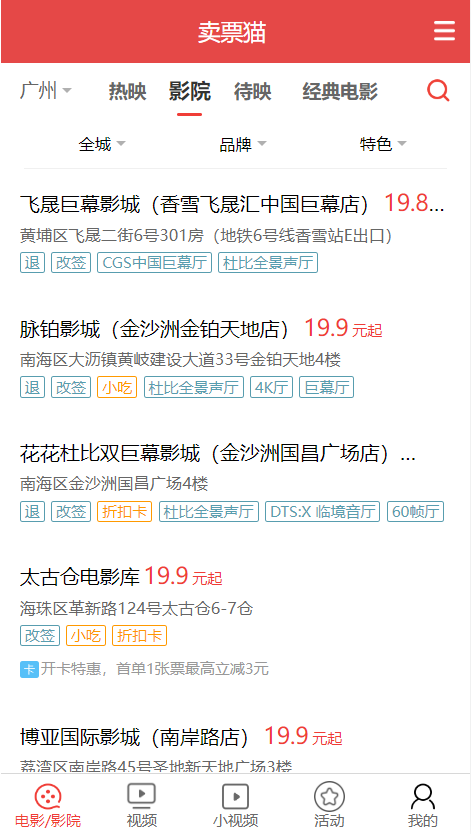 卖票猫
广州 热映 影院 待映 经典电影
全城 品牌 特色
飞晟巨幕影城（香雪飞晟汇中国巨幕店） 19.8...
黄埔区飞晟二街6号301房（地铁6号线香雪站E出口）
退 改签 CGS中国巨幕厅 杜比全景声厅
脉铂影城（金沙洲金铂天地店） 19.9元起
南海区大沥镇黄岐建设大道33号金铂天地4楼
退 改签 小吃 杜比全景声厅 4K厅 巨幕厅
花花杜比双巨幕影城（金沙洲国昌广场店）...
南海区金沙洲国昌广场4楼
退 改签 折扣卡 杜比全景声厅 DTS:X 临境音厅 60帧厅
太古仓电影库 19.9元起
海珠区革新路124号太古仓6-7仓
改签 小吃 折扣卡
卡 开卡特惠，首单1张票最高立减3元
博亚国际影城（南岸路店） 19.9元起
荔湾区南岸路45号圣地新天地广场3楼
电影/影院 视频 小视频 活动 我的